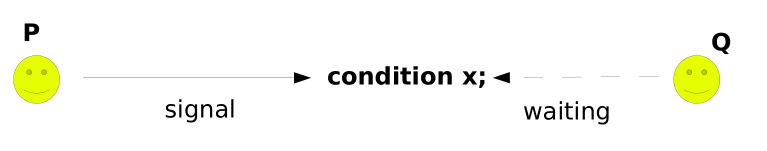 P
Q
condition x;
signal
waiting